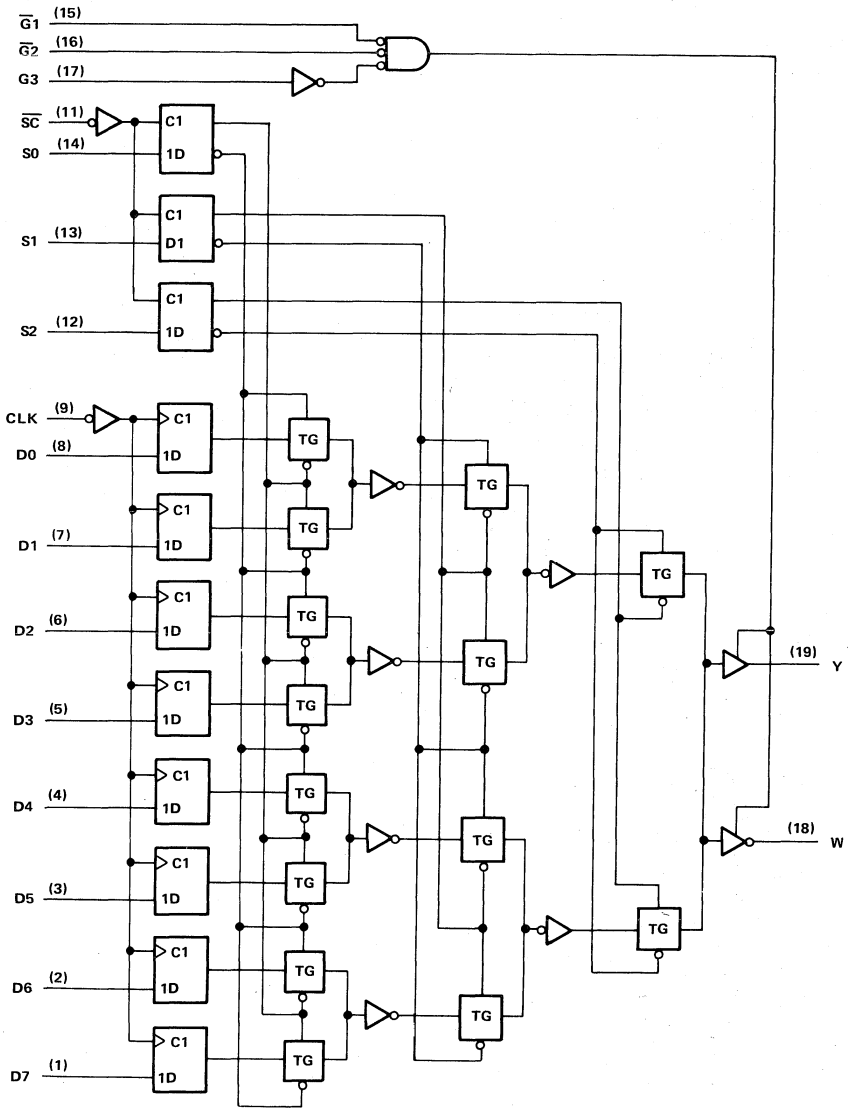 G̅1 (15)
G̅2 (16)
G3 (17)
S̅C̅ (11) C1
S0 (14) 1D
C1
S1 (13) D1
C1
S2 (12) 1D
CLK (9) C1 TG
D0 (8) 1D
TG
C1 TG
D1 (7) 1D
TG
C1 TG
D2 (6) 1D
TG
C1 TG
D3 (5) 1D
(19) Y
C1 TG
D4 (4) 1D
TG
(18) W
C1 TG
D5 (3) 1D
TG
C1 TG
D6 (2) 1D
TG
C1 TG
D7 (1) 1D